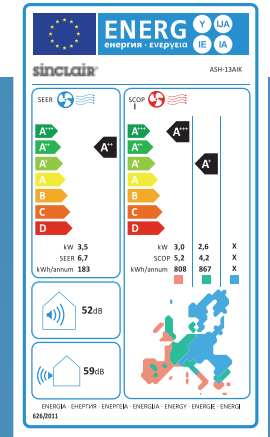 ENERG Y IJA
енергия · ενεργεια IE IA
sınclaır ASH-13AIK
SEER SCOP
I
A+++ A+++ A+++
A++ A++ A++
A+ A+ A+
A A
B B
C C
D D
kW 3,5 kW 3,0 2,6 X
SEER 6,7 SCOP 5,2 4,2 X
kWh/annum 183 kWh/annum 808 867 X
52dB
59dB
ENERGIA · ЕНЕРГИЯ · ΕΝΕΡΓΕΙΑ · ENERGIJA · ENERGY · ENERGIE · ENERGI
626/2011